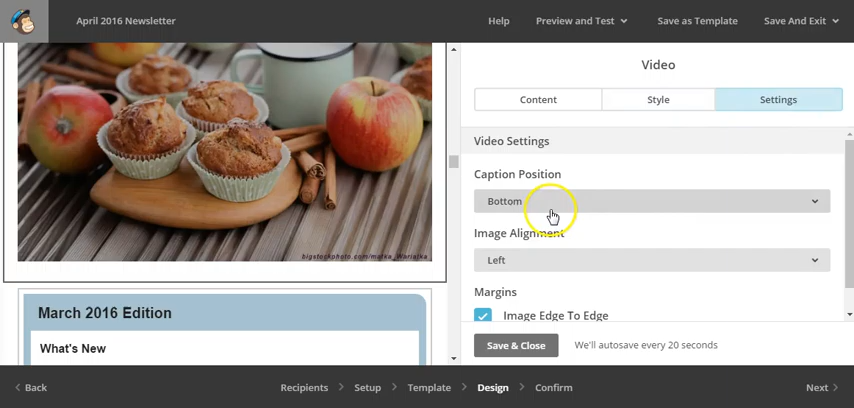 April 2016 Newsletter
Help
Preview and Test
Save as Template
Save And Exit
bigstockphoto.com/matka_Wariatka
March 2016 Edition
What's New
Video
Content
Style
Settings
Video Settings
Caption Position
Bottom
Image Alignment
Left
Margins
Image Edge To Edge
Save & Close
We'll autosave every 20 seconds
Back
Recipients
Setup
Template
Design
Confirm
Next